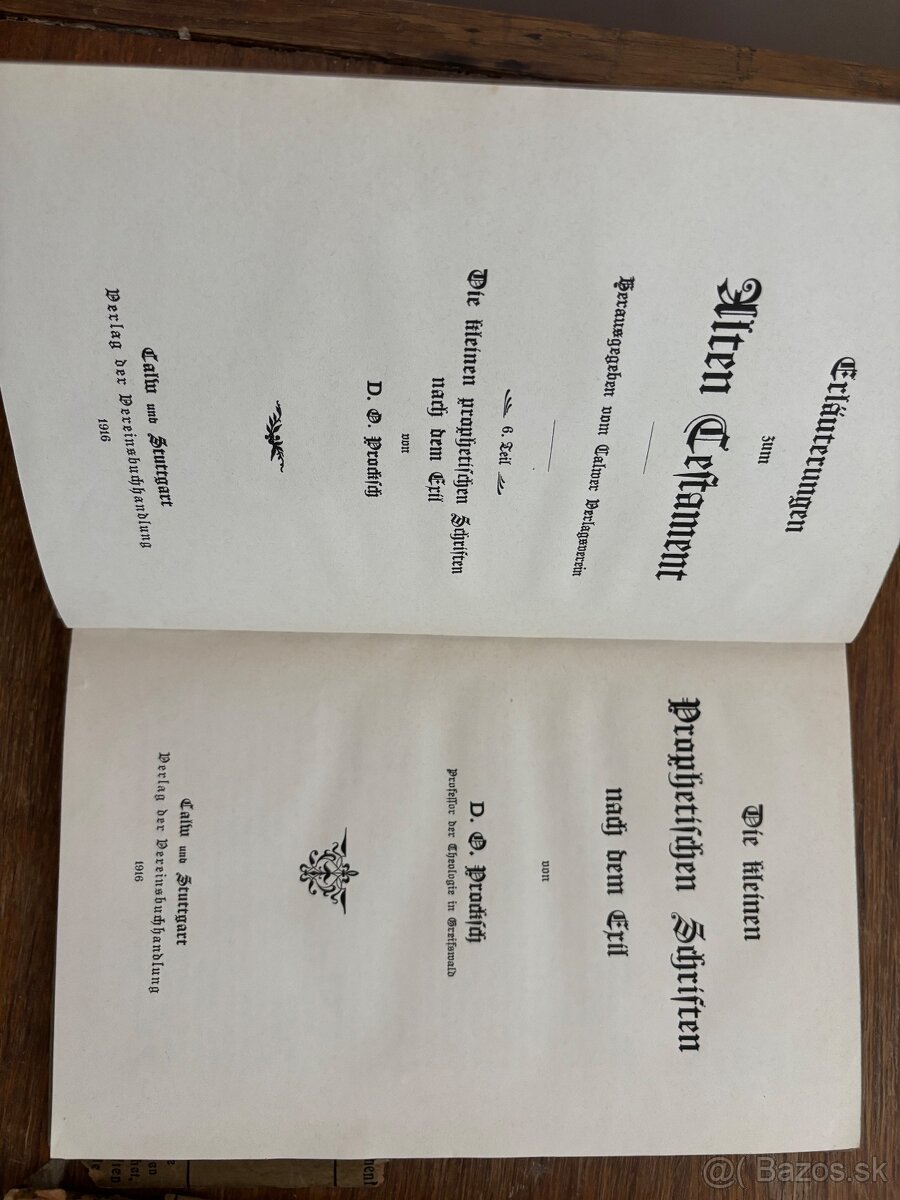 Erläuterungen
zum
Alten Testament
Herausgegeben vom Calwer Verlagsverein
6. Teil
Die kleinen prophetischen Schriften
nach dem Exil
von
D. O. Procksch
Calw und Stuttgart
Verlag der Vereinsbuchhandlung
1916
Die kleinen
Prophetischen Schriften
nach dem Exil
von
D. O. Procksch
Professor der Theologie in Greifswald
Calw und Stuttgart
Verlag der Vereinsbuchhandlung
1916
@( Bazos.sk